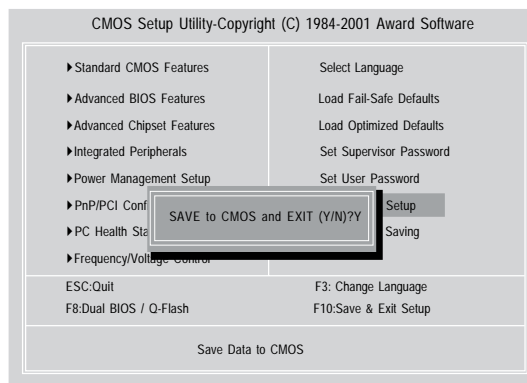 CMOS Setup Utility-Copyright (C) 1984-2001 Award Software
▶Standard CMOS Features
Select Language
▶Advanced BIOS Features
Load Fail-Safe Defaults
▶Advanced Chipset Features
Load Optimized Defaults
▶Integrated Peripherals
Set Supervisor Password
▶Power Management Setup
Set User Password
▶PnP/PCI
Setup
SAVE to CMOS and EXIT (Y/N)?Y
▶PC Health
Saving
▶Frequency/Voltage Control
ESC:Quit
F3: Change Language
F8:Dual BIOS / Q-Flash
F10:Save & Exit Setup
Save Data to CMOS